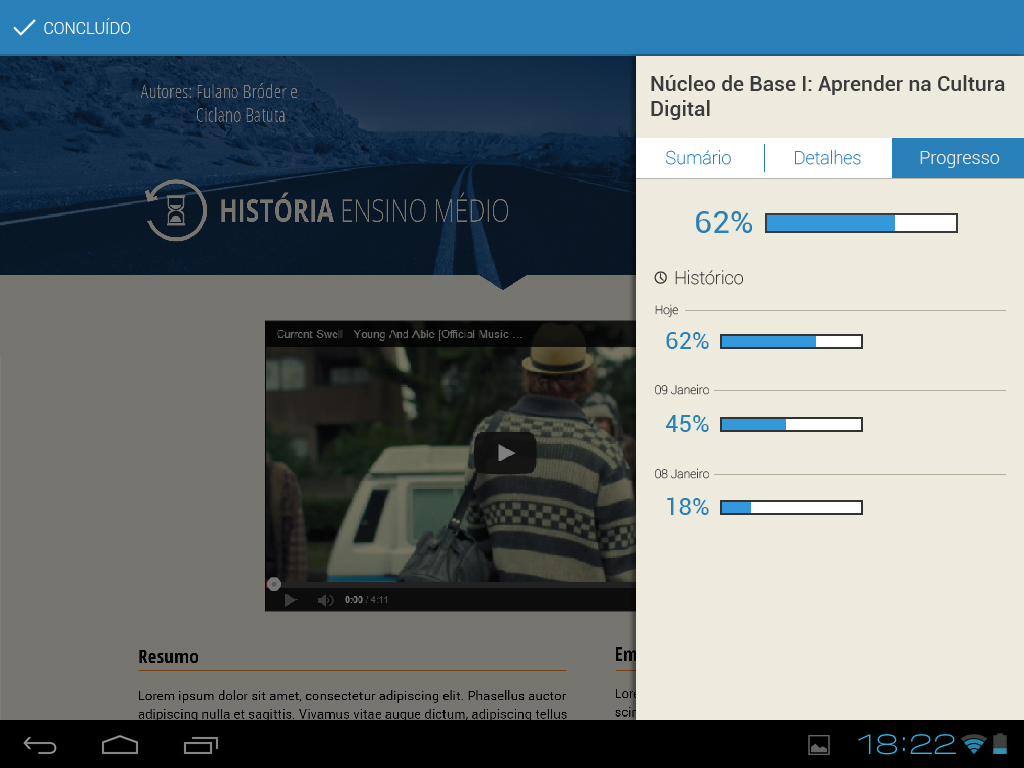 CONCLUÍDO
Autores: Fulano Bróder e
Ciclano Batuta
HISTÓRIA ENSINO MÉDIO
Current Swell Young And Able [Official Music ...
0:00 / 4:11
Resumo
Em
Lorem ipsum dolor sit amet, consectetur adipiscing elit. Phasellus auctor
adipiscing nulla et sagittis. Vivamus vitae augue dictum, adipiscing tellus
Lore
scin
Núcleo de Base I: Aprender na Cultura
Digital
Sumário Detalhes Progresso
62%
Histórico
Hoje
62%
09 Janeiro
45%
08 Janeiro
18%
18:22